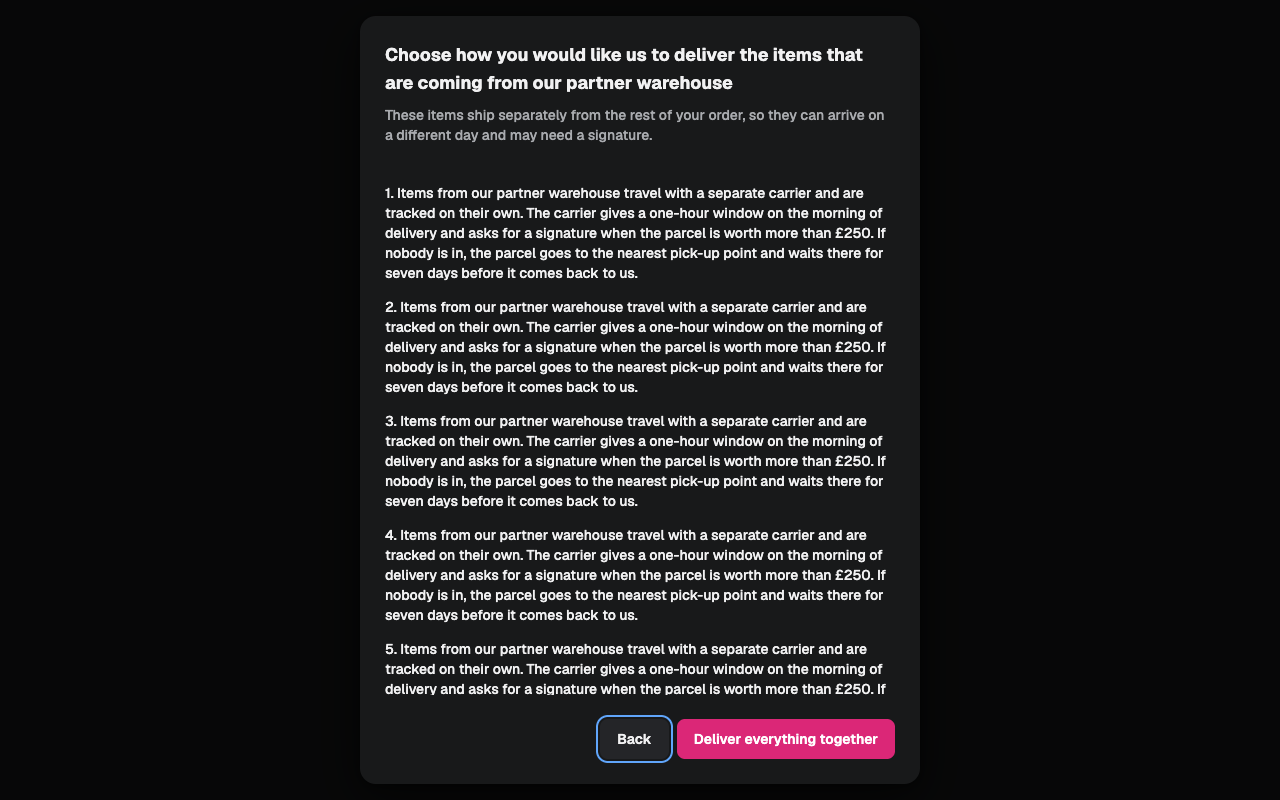 Choose how you would like us to deliver the items that
are coming from our partner warehouse
These items ship separately from the rest of your order, so they can arrive on
a different day and may need a signature.
1. Items from our partner warehouse travel with a separate carrier and are
tracked on their own. The carrier gives a one-hour window on the morning of
delivery and asks for a signature when the parcel is worth more than £250. If
nobody is in, the parcel goes to the nearest pick-up point and waits there for
seven days before it comes back to us.
2. Items from our partner warehouse travel with a separate carrier and are
tracked on their own. The carrier gives a one-hour window on the morning of
delivery and asks for a signature when the parcel is worth more than £250. If
nobody is in, the parcel goes to the nearest pick-up point and waits there for
seven days before it comes back to us.
3. Items from our partner warehouse travel with a separate carrier and are
tracked on their own. The carrier gives a one-hour window on the morning of
delivery and asks for a signature when the parcel is worth more than £250. If
nobody is in, the parcel goes to the nearest pick-up point and waits there for
seven days before it comes back to us.
4. Items from our partner warehouse travel with a separate carrier and are
tracked on their own. The carrier gives a one-hour window on the morning of
delivery and asks for a signature when the parcel is worth more than £250. If
nobody is in, the parcel goes to the nearest pick-up point and waits there for
seven days before it comes back to us.
5. Items from our partner warehouse travel with a separate carrier and are
tracked on their own. The carrier gives a one-hour window on the morning of
delivery and asks for a signature when the parcel is worth more than £250. If
Back
Deliver everything together